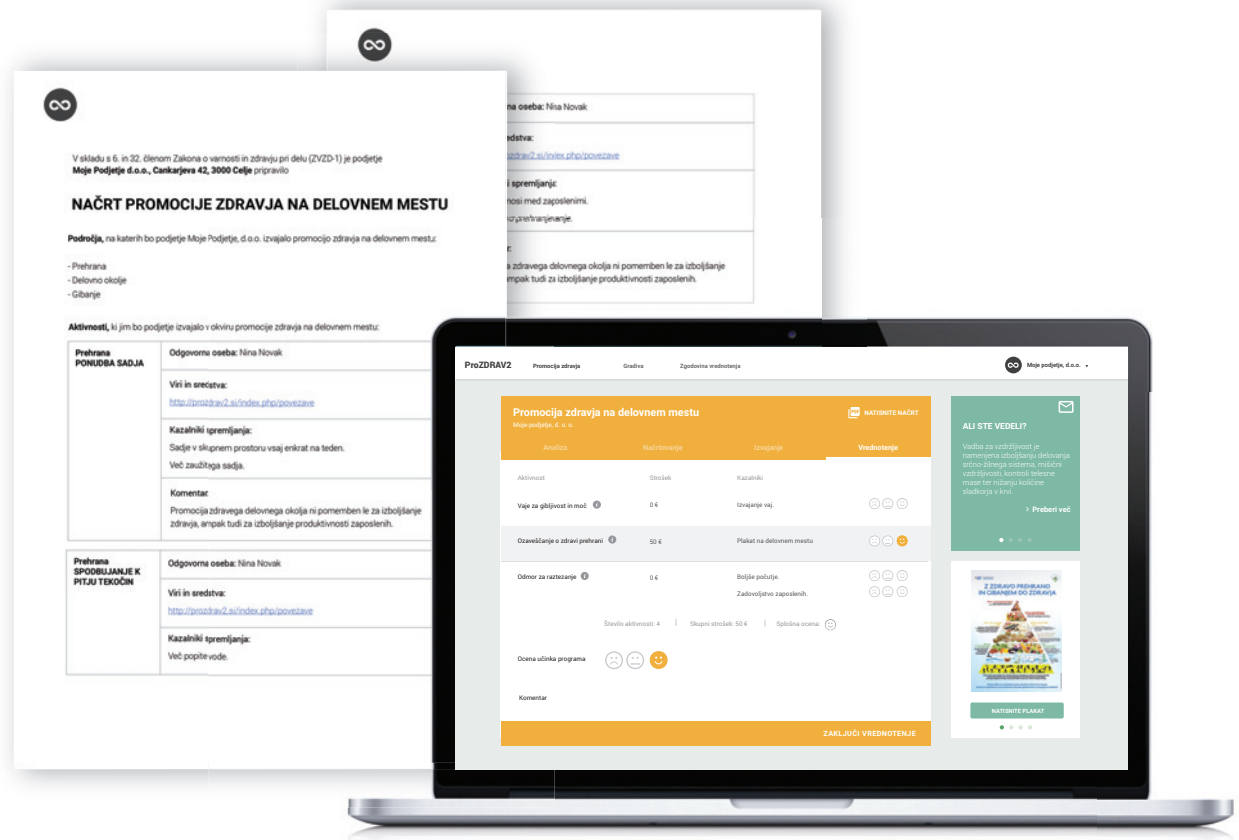 V skladu s 6. in 32. členom Zakona o varnosti in zdravju pri delu (ZVZD-1) je podjetje
Moje Podjetje d.o.o., Cankarjeva 42, 3000 Celje pripravilo
NAČRT PROMOCIJE ZDRAVJA NA DELOVNEM MESTU
Področja, na katerih bo podjetje Moje Podjetje, d.o.o. izvajalo promocijo zdravja na delovnem mestu:
- Prehrana
- Delovno okolje
- Gibanje
Aktivnosti, ki jim bo podjetje izvajalo v okviru promocije zdravja na delovnem mestu:
Prehrana
PONUDBA SADJA
Odgovorna oseba: Nina Novak
Viri in sredstva:
http://prozdrav2.si/index.php/povezave
Kazalniki spremljanja:
Sadje v skupnem prostoru vsaj enkrat na teden.
Več zaužitega sadja.
Komentar:
Promocija zdravega delovnega okolja ni pomemben le za izboljšanje
zdravja, ampak tudi za izboljšanje produktivnosti zaposlenih.
Prehrana
SPODBUJANJE K
PITJU TEKOČIN
Odgovorna oseba: Nina Novak
Viri in sredstva:
http://prozdrav2.si/index.php/povezave
Kazalniki spremljanja:
Več popite vode.
na oseba: Nina Novak
edstva:
ozdrav2.si/index.php/povezave
i spremljanja:
nosi med zaposlenimi.
r:
a zdravega delovnega okolja ni pomemben le za izboljšanje
mpak tudi za izboljšanje produktivnosti zaposlenih.
ProZDRAV2 Promocija zdravja Gradiva Zgodovina vrednotenja Moje podjetje, d.o.o.
Promocija zdravja na delovnem mestu
Moje podjetje, d. o. o.
NATISNITE NAČRT
Analiza Načrtovanje Izvajanje Vrednotenje
Aktivnost Strošek Kazalniki
Vaje za gibljivost in moč 0 € Izvajanje vaj.
Ozaveščanje o zdravi prehrani 50 € Plakat na delovnem mestu
Odmor za raztezanje 0 € Boljše počutje.
Zadovoljstvo zaposlenih.
Število aktivnosti: 4 | Skupni strošek: 50 € | Splošna ocena:
Ocena učinka programa
Komentar
ZAKLJUČI VREDNOTENJE
ALI STE VEDELI?
Vadba za vzdržljivost je
namenjena izboljšanju delovanja
srčno-žilnega sistema, mišični
vzdržljivosti, kontroli telesne
mase ter nižanju količine
sladkorja v krvi.
> Preberi več
Z ZDRAVO PREHRANO
IN GIBANJEM DO ZDRAVJA
NATISNITE PLAKAT